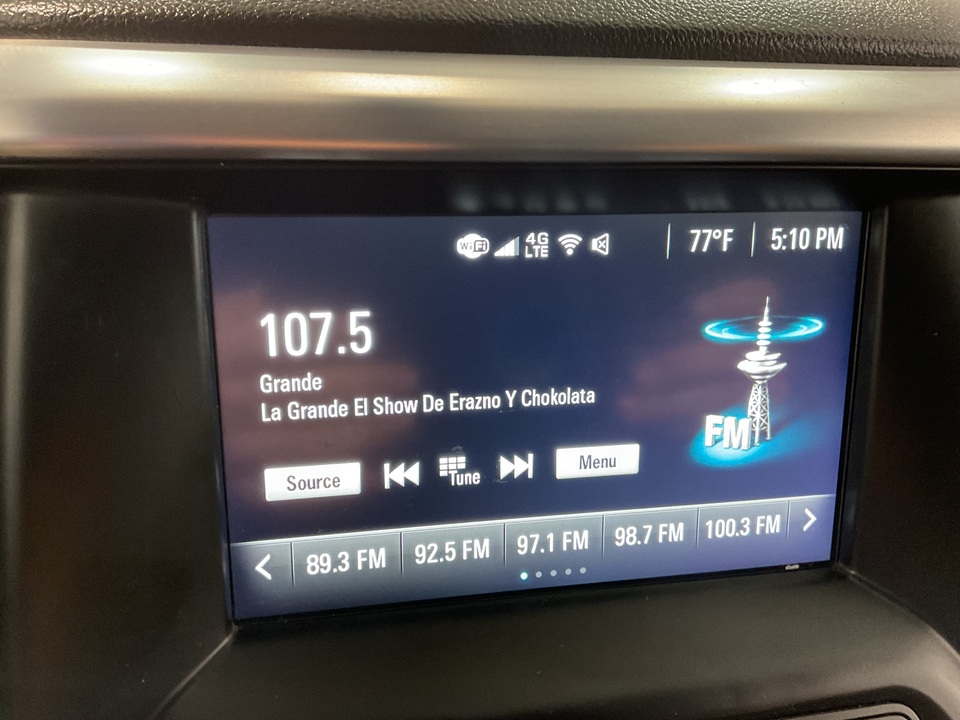 WiFi 4G LTE 77°F 5:10 PM
107.5
Grande
La Grande El Show De Erazno Y Chokolata
FM
Source Tune Menu
89.3 FM 92.5 FM 97.1 FM 98.7 FM 100.3 FM